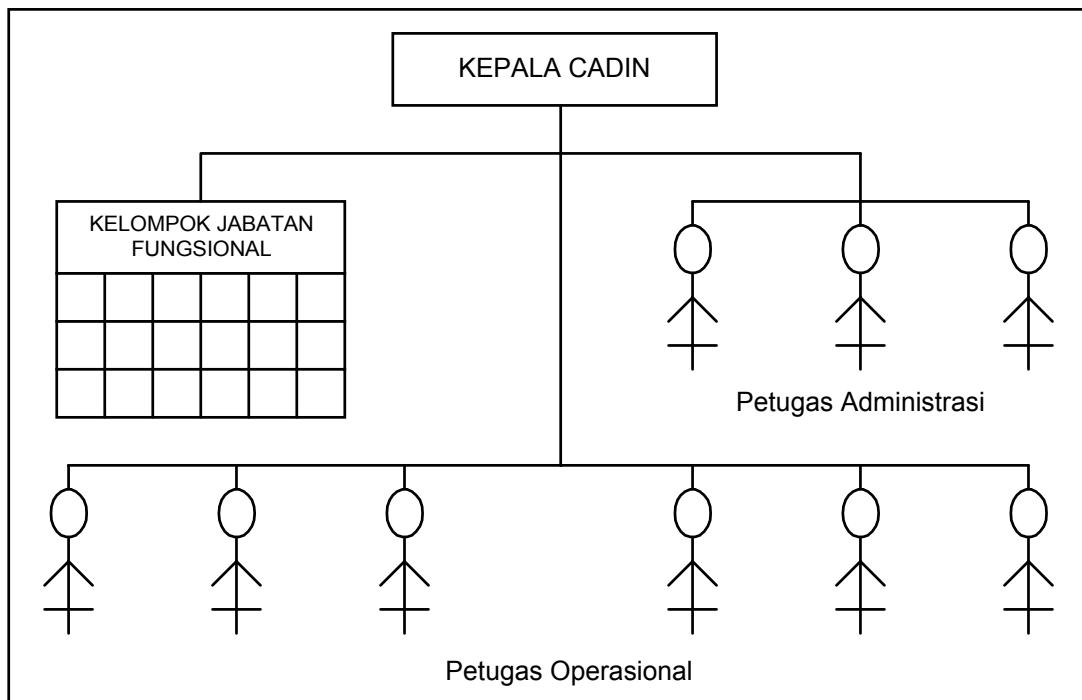 KEPALA CADIN
KELOMPOK JABATAN
FUNGSIONAL
Petugas Administrasi
Petugas Operasional